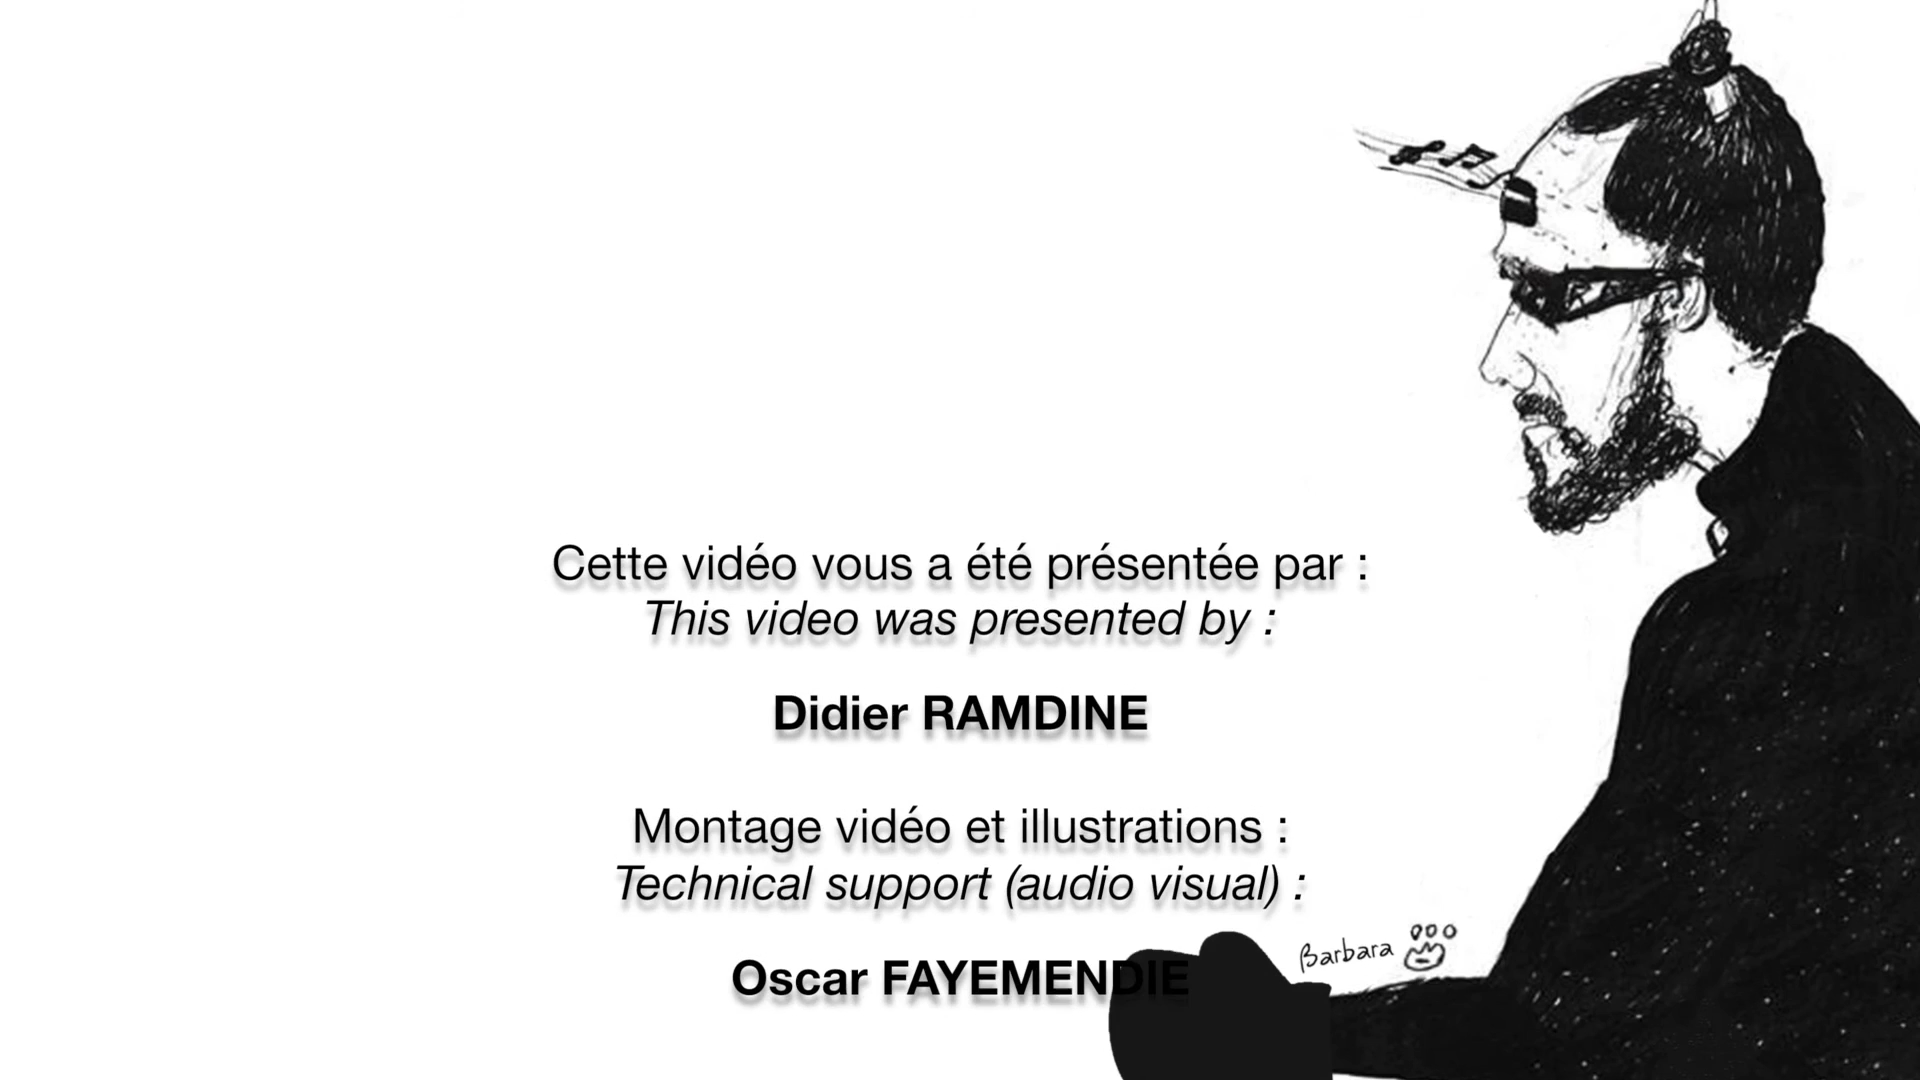 Cette vidéo vous a été présentée par :
This video was presented by :
Didier RAMDINE
Montage vidéo et illustrations :
Technical support (audio visual) :
Oscar FAYEMENDIE
Barbara